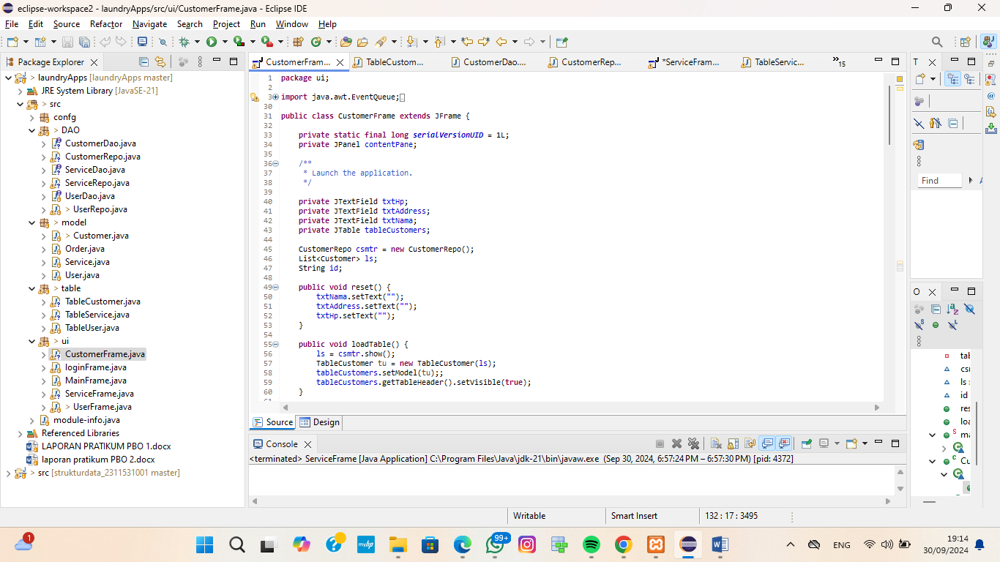 eclipse-workspace2 - laundryApps/src/ui/CustomerFrame.java - Eclipse IDE
File Edit Source Refactor Navigate Search Project Run Window Help
Package Explorer
> laundryApps [laundryApps master]
JRE System Library [JavaSE-21]
> src
confg
> DAO
CustomerDao.java
CustomerRepo.java
ServiceDao.java
ServiceRepo.java
UserDao.java
> UserRepo.java
> model
> Customer.java
Order.java
Service.java
User.java
> table
TableCustomer.java
TableService.java
TableUser.java
> ui
CustomerFrame.java
loginFrame.java
MainFrame.java
ServiceFrame.java
> UserFrame.java
module-info.java
Referenced Libraries
LAPORAN PRATIKUM PBO 1.docx
laporan pratikum PBO 2.docx
> src [strukturdata_2311531001 master]
CustomerFram... TableCustom... CustomerDao.... CustomerRep... *ServiceFram... TableServic... »15
1 package ui;
2
3 import java.awt.EventQueue;
30
31 public class CustomerFrame extends JFrame {
32
33 private static final long serialVersionUID = 1L;
34 private JPanel contentPane;
35
36 /**
37 * Launch the application.
38 */
39
40 private JTextField txtHp;
41 private JTextField txtAddress;
42 private JTextField txtNama;
43 private JTable tableCustomers;
44
45 CustomerRepo csmtr = new CustomerRepo();
46 List<Customer> ls;
47 String id;
48
49 public void reset() {
50 txtNama.setText("");
51 txtAddress.setText("");
52 txtHp.setText("");
53 }
54
55 public void loadTable() {
56 ls = csmtr.show();
57 TableCustomer tu = new TableCustomer(ls);
58 tableCustomers.setModel(tu);;
59 tableCustomers.getTableHeader().setVisible(true);
60 }
Source Design
Console
<terminated> ServiceFrame [Java Application] C:\Program Files\Java\jdk-21\bin\javaw.exe (Sep 30, 2024, 6:57:24 PM – 6:57:30 PM) [pid: 4372]
T
Find
O
tab
csr
ls :
id
res
loa
ma
Cu
Writable Smart Insert 132 : 17 : 3495
1
myhp
99+
ENG
19:14
30/09/2024